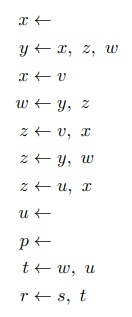 x ←
y ← x, z, w
x ← v
w ← y, z
z ← v, x
z ← y, w
z ← u, x
u ←
p ←
t ← w, u
r ← s, t